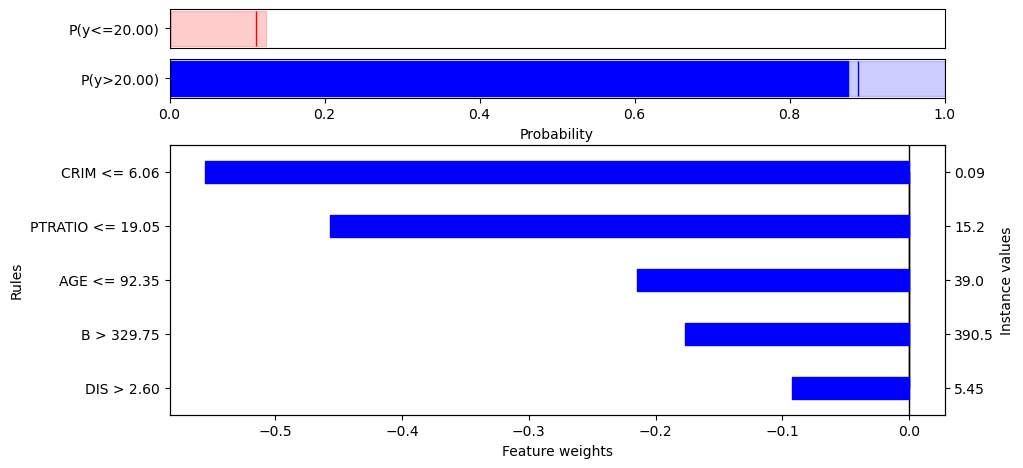 P(y<=20.00)
P(y>20.00)
0.0 0.2 0.4 0.6 0.8 1.0
Probability
CRIM <= 6.06 0.09
PTRATIO <= 19.05 15.2
AGE <= 92.35 39.0
B > 329.75 390.5
DIS > 2.60 5.45
Rules
Instance values
−0.5 −0.4 −0.3 −0.2 −0.1 0.0
Feature weights